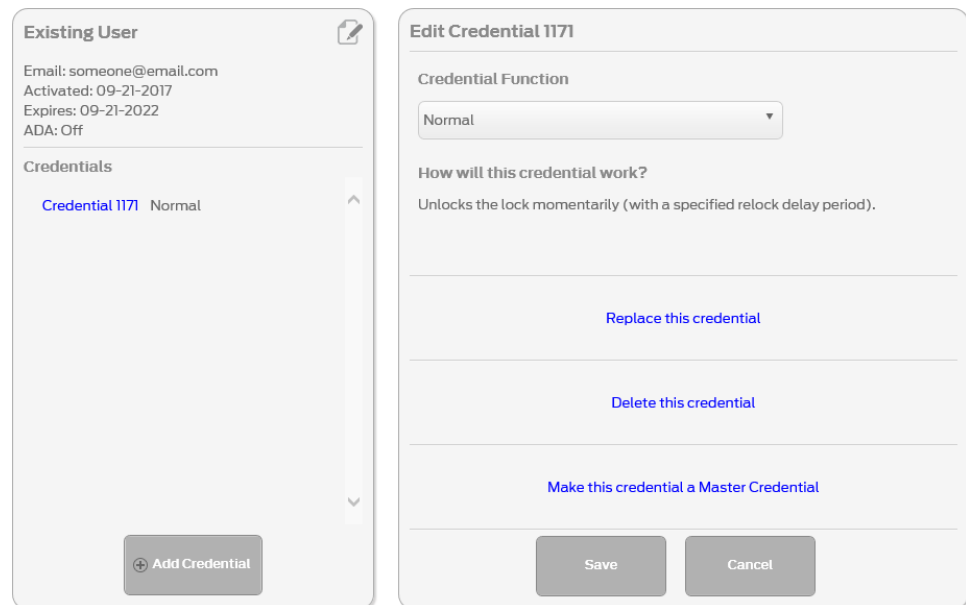 Existing User
Email: someone@email.com
Activated: 09-21-2017
Expires: 09-21-2022
ADA: Off
Credentials
Credential 1171 Normal
Add Credential
Edit Credential 1171
Credential Function
Normal
How will this credential work?
Unlocks the lock momentarily (with a specified relock delay period).
Replace this credential
Delete this credential
Make this credential a Master Credential
Save
Cancel